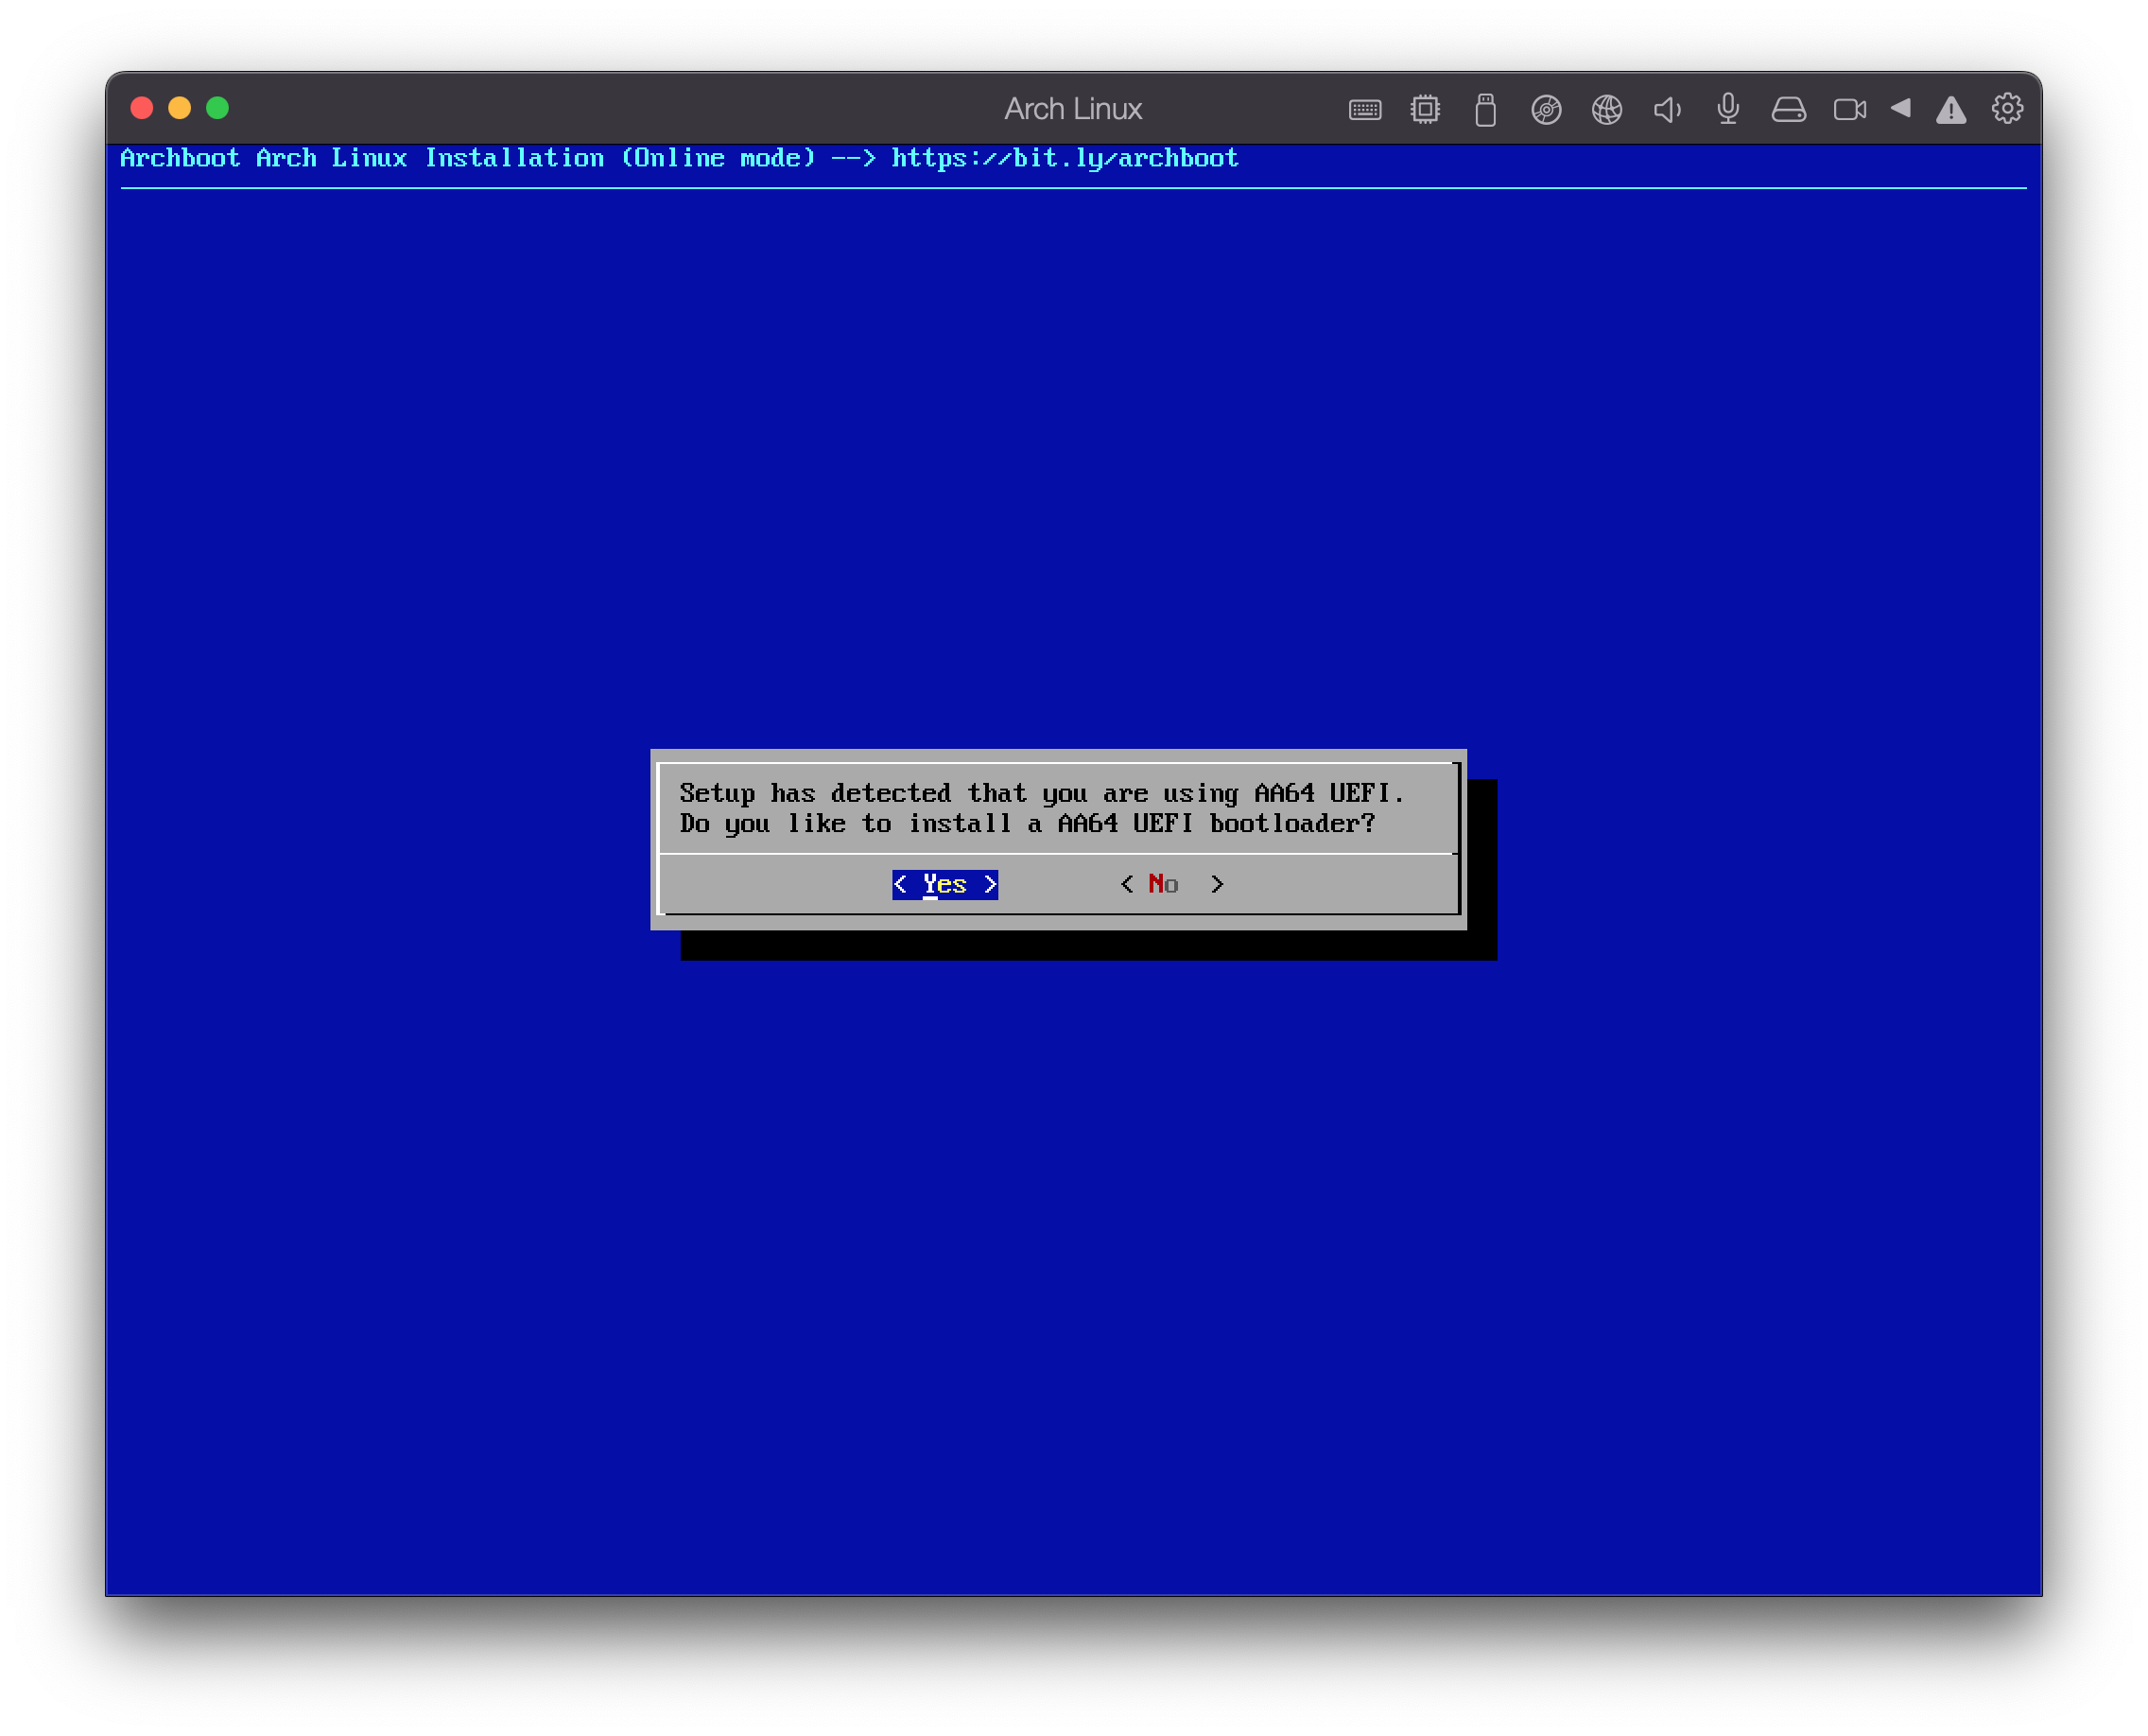 Arch Linux
Archboot Arch Linux Installation (Online mode) --> https://bit.ly/archboot
Setup has detected that you are using AA64 UEFI.
Do you like to install a AA64 UEFI bootloader?
< Yes > < No >